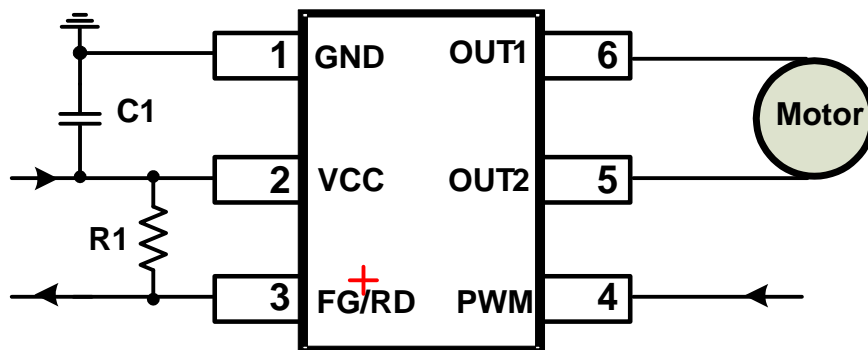 1 GND OUT1 6
C1
Motor
2 VCC OUT2 5
R1
3 FG/RD PWM 4